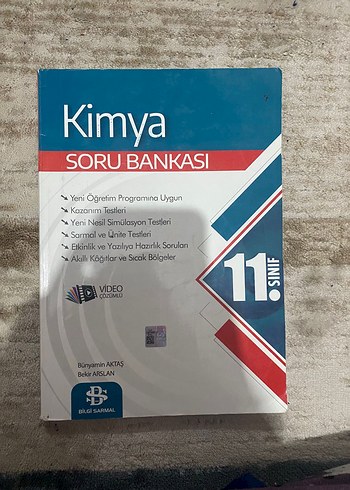 Kimya
SORU BANKASI
Yeni Öğretim Programına Uygun
Kazanım Testleri
Yeni Nesil Simülasyon Testleri
Sarmal ve Ünite Testleri
Etkinlik ve Yazılıya Hazırlık Soruları
Akıllı Kâğıtlar ve Sıcak Bölgeler
11. SINIF
VİDEO
ÇÖZÜMLÜ
Bünyamin AKTAŞ
Bekir ARSLAN
BS
BİLGİ SARMAL